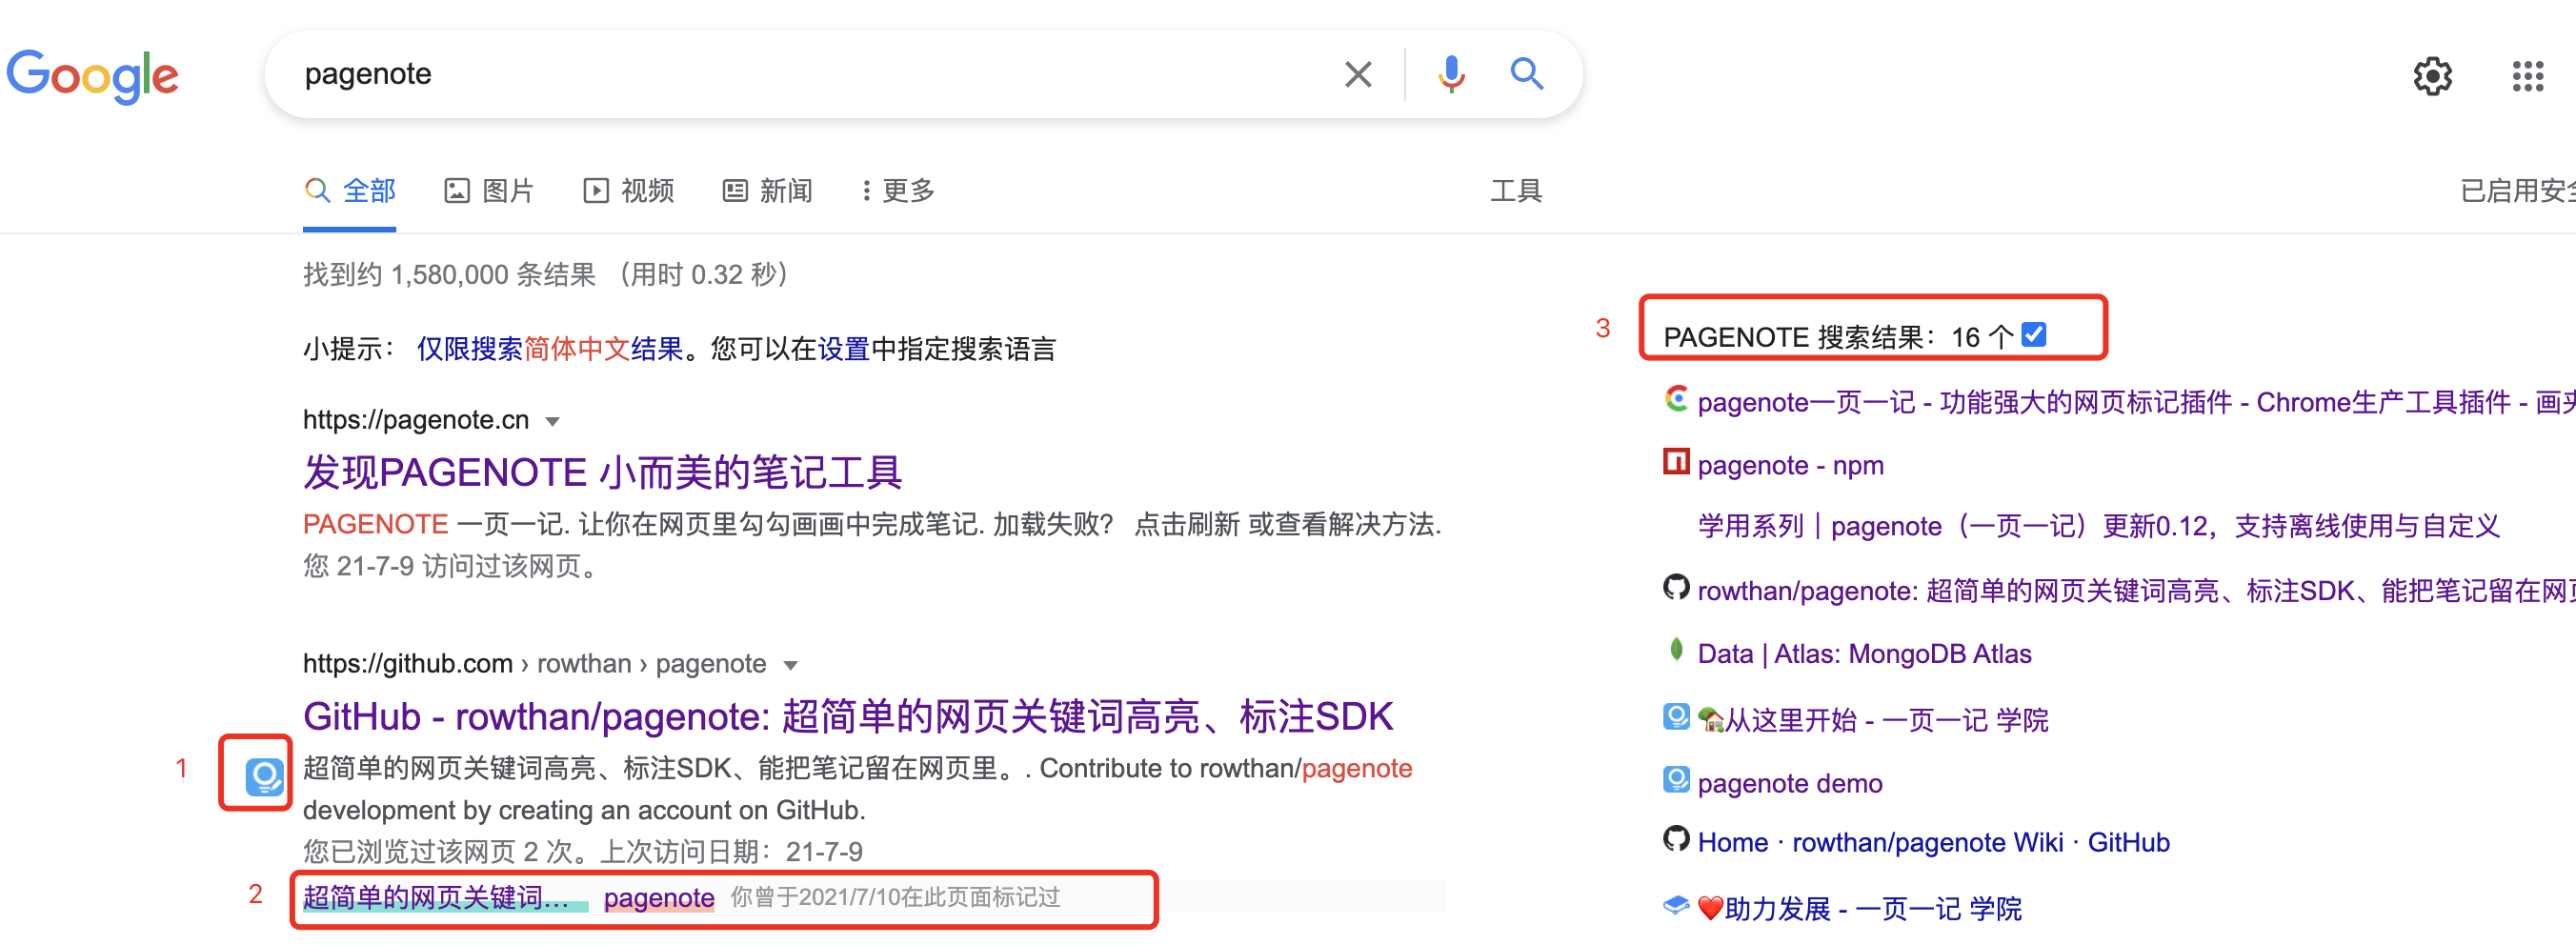 Google
pagenote
全部 图片 视频 新闻 更多 工具 已启用安全
找到约 1,580,000 条结果 （用时 0.32 秒）
小提示： 仅限搜索简体中文结果。您可以在设置中指定搜索语言
https://pagenote.cn
发现PAGENOTE 小而美的笔记工具
PAGENOTE 一页一记. 让你在网页里勾勾画画中完成笔记. 加载失败？ 点击刷新 或查看解决方法.
您 21-7-9 访问过该网页。
https://github.com › rowthan › pagenote
GitHub - rowthan/pagenote: 超简单的网页关键词高亮、标注SDK
1
超简单的网页关键词高亮、标注SDK、能把笔记留在网页里。. Contribute to rowthan/pagenote
development by creating an account on GitHub.
您已浏览过该网页 2 次。上次访问日期：21-7-9
2
超简单的网页关键词... pagenote 你曾于2021/7/10在此页面标记过
3
PAGENOTE 搜索结果：16 个
pagenote一页一记 - 功能强大的网页标记插件 - Chrome生产工具插件 - 画夹
pagenote - npm
学用系列｜pagenote（一页一记）更新0.12，支持离线使用与自定义
rowthan/pagenote: 超简单的网页关键词高亮、标注SDK、能把笔记留在网页
Data | Atlas: MongoDB Atlas
从这里开始 - 一页一记 学院
pagenote demo
Home · rowthan/pagenote Wiki · GitHub
❤️助力发展 - 一页一记 学院